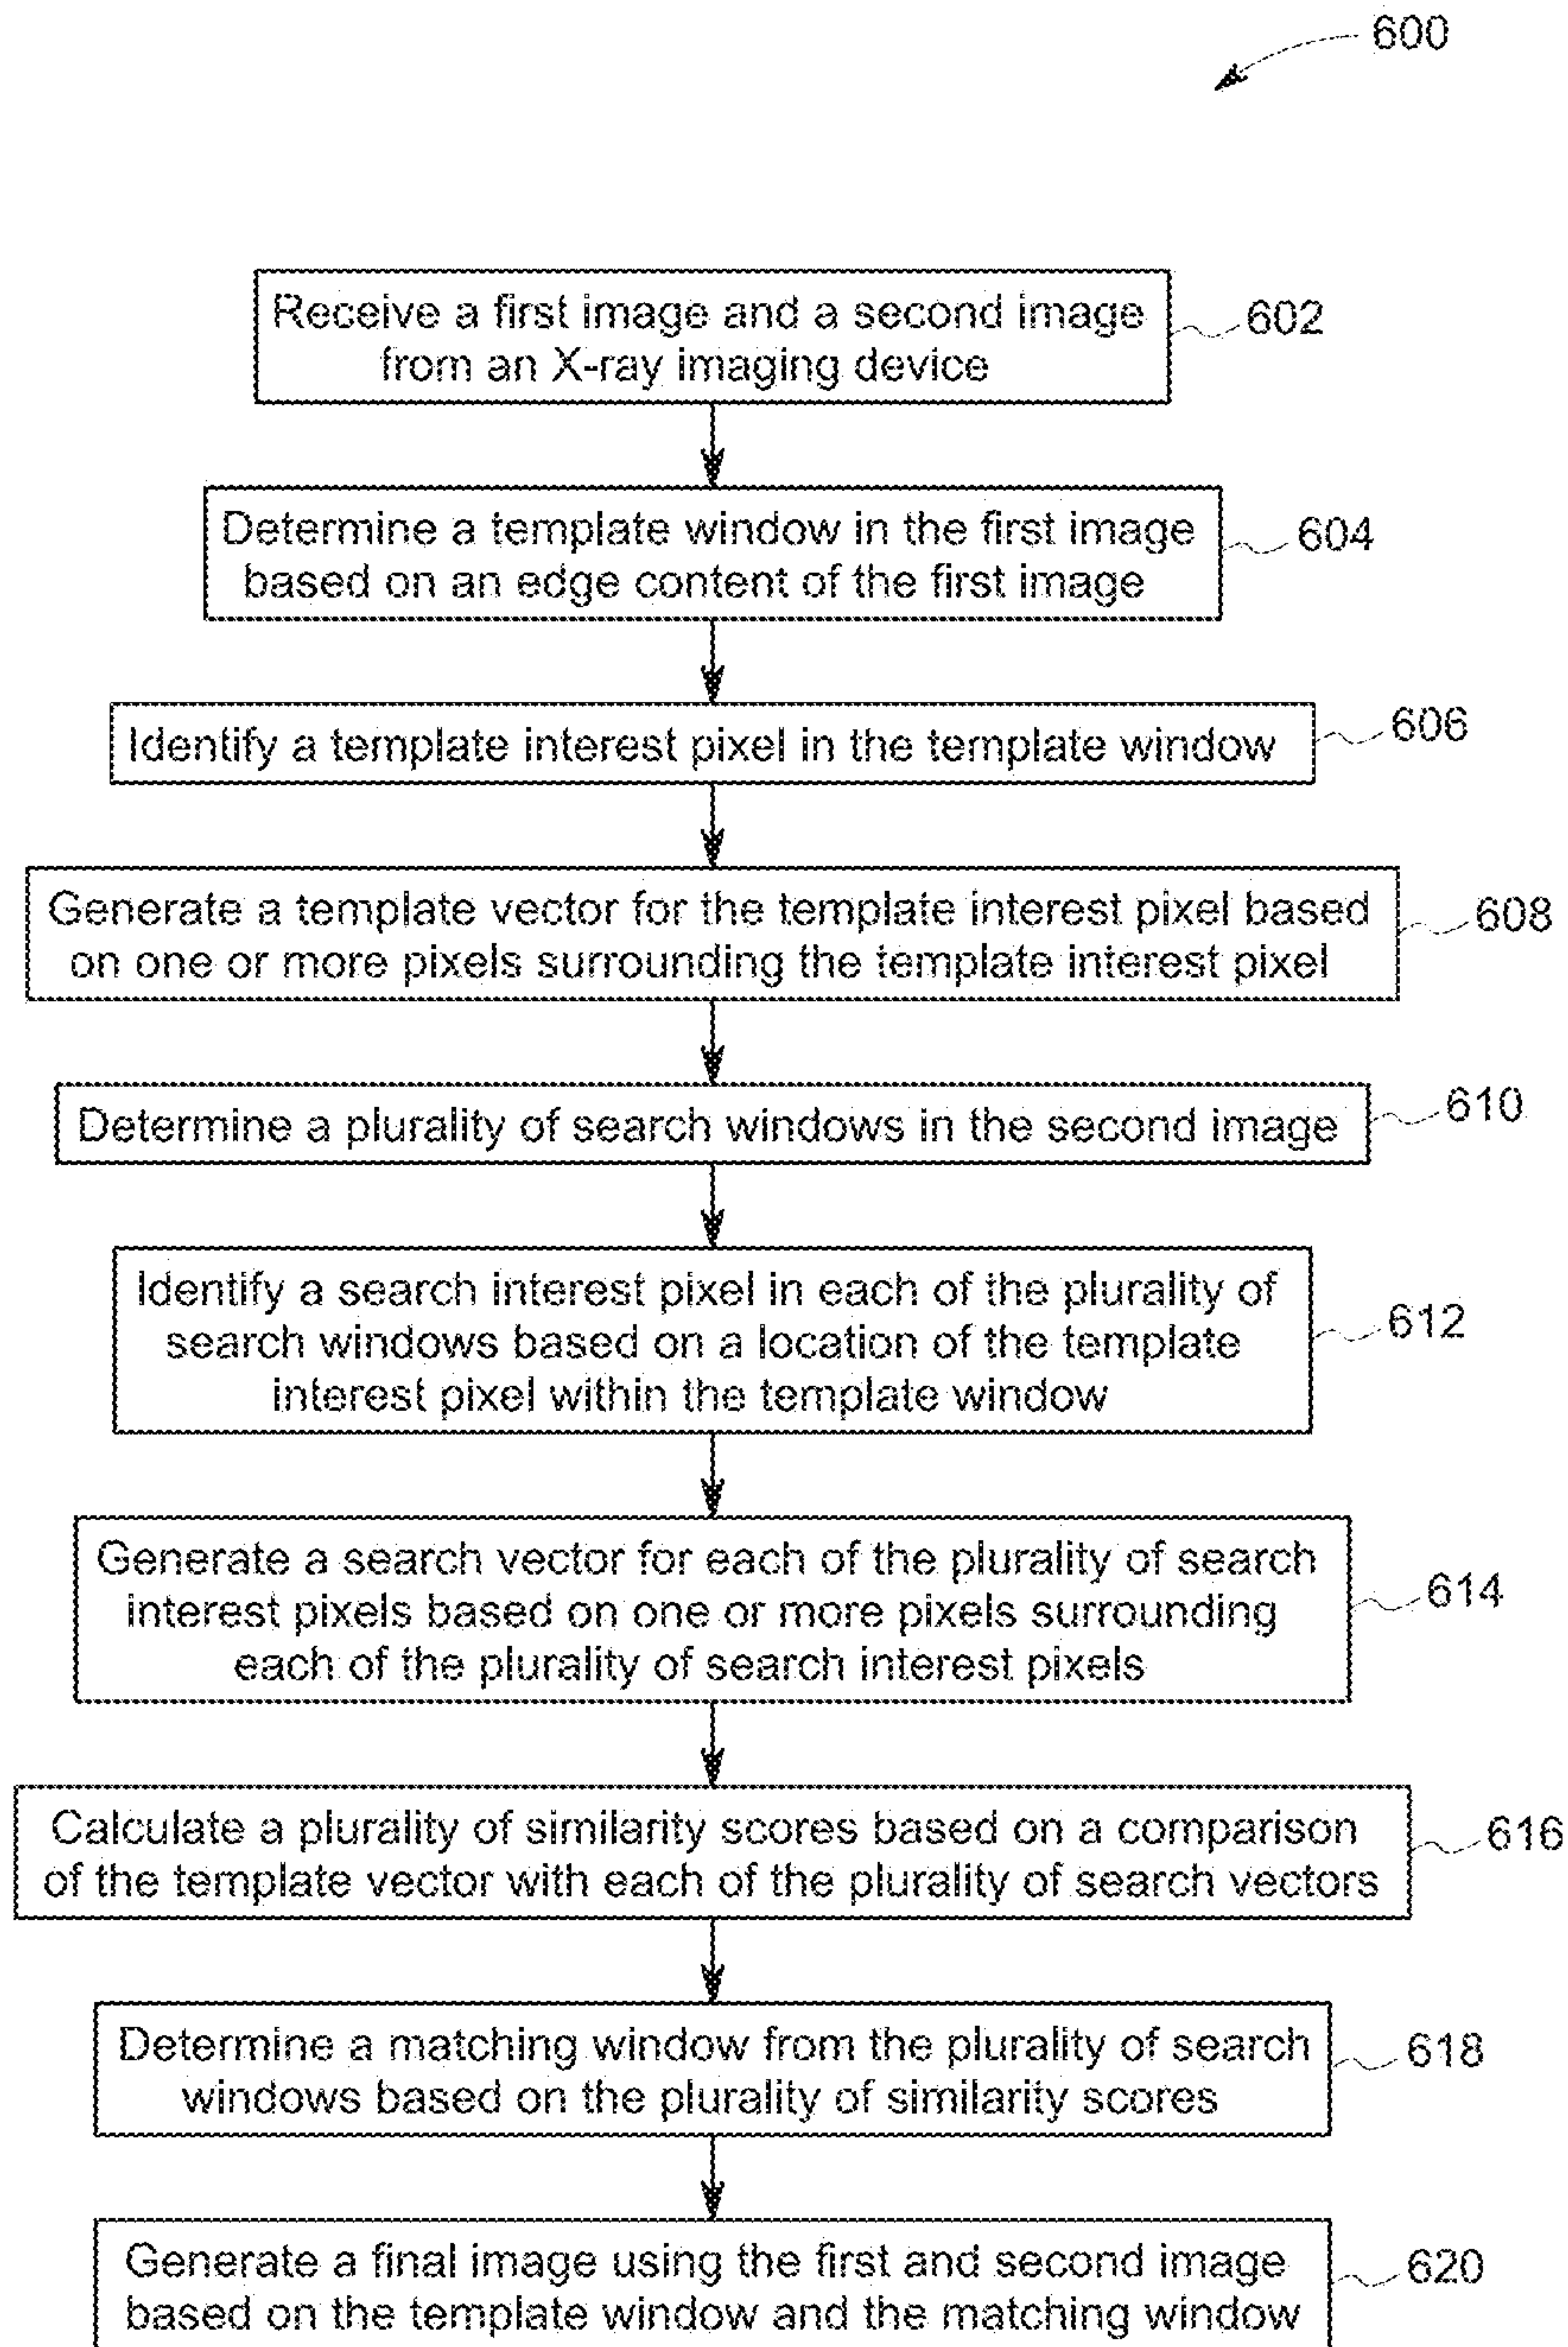 600
Receive a first image and a second image
from an X-ray imaging device
602
Determine a template window in the first image
based on an edge content of the first image
604
Identify a template interest pixel in the template window
606
Generate a template vector for the template interest pixel based
on one or more pixels surrounding the template interest pixel
608
Determine a plurality of search windows in the second image
610
Identify a search interest pixel in each of the plurality of
search windows based on a location of the template
interest pixel within the template window
612
Generate a search vector for each of the plurality of search
interest pixels based on one or more pixels surrounding
each of the plurality of search interest pixels
614
Calculate a plurality of similarity scores based on a comparison
of the template vector with each of the plurality of search vectors
616
Determine a matching window from the plurality of search
windows based on the plurality of similarity scores
618
Generate a final image using the first and second image
based on the template window and the matching window
620